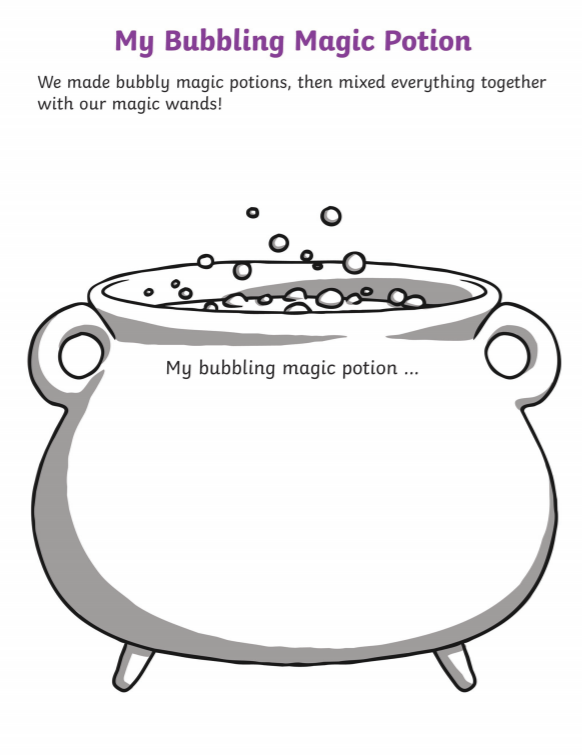 My Bubbling Magic Potion
We made bubbly magic potions, then mixed everything together
with our magic wands!
My bubbling magic potion ...